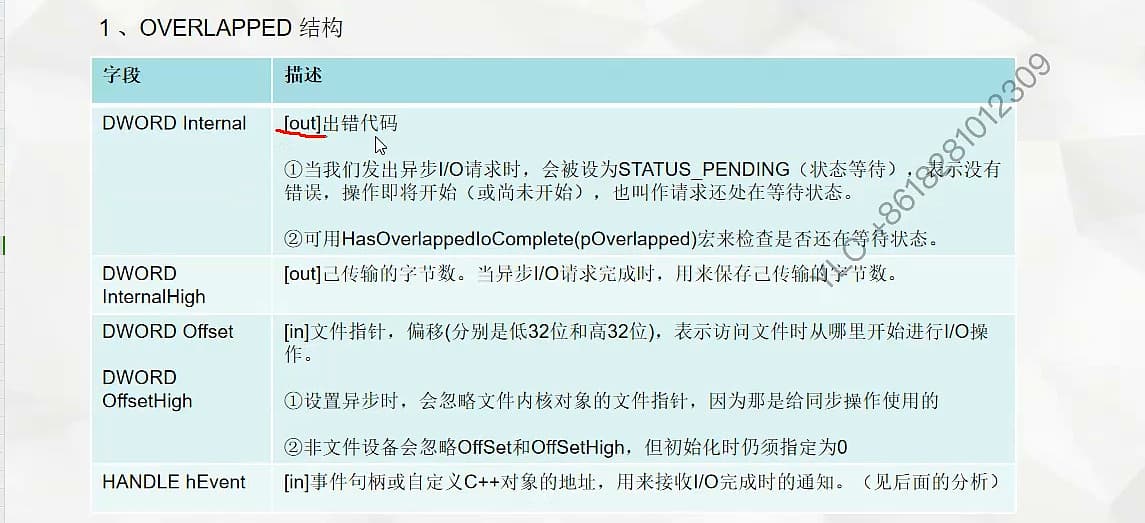 1 、OVERLAPPED 结构
字段
描述
DWORD Internal
[out]出错代码
①当我们发出异步I/O请求时，会被设为STATUS_PENDING（状态等待），表示没有
错误，操作即将开始（或尚未开始），也叫作请求还处在等待状态。
②可用HasOverlappedIoComplete(pOverlapped)宏来检查是否还在等待状态。
DWORD
InternalHigh
[out]己传输的字节数。当异步I/O请求完成时，用来保存己传输的字节数。
DWORD Offset
DWORD
OffsetHigh
[in]文件指针，偏移(分别是低32位和高32位)，表示访问文件时从哪里开始进行I/O操
作。
①设置异步时，会忽略文件内核对象的文件指针，因为那是给同步操作使用的
②非文件设备会忽略OffSet和OffSetHigh，但初始化时仍须指定为0
HANDLE hEvent
[in]事件句柄或自定义C++对象的地址，用来接收I/O完成时的通知。（见后面的分析）
+8618281012309